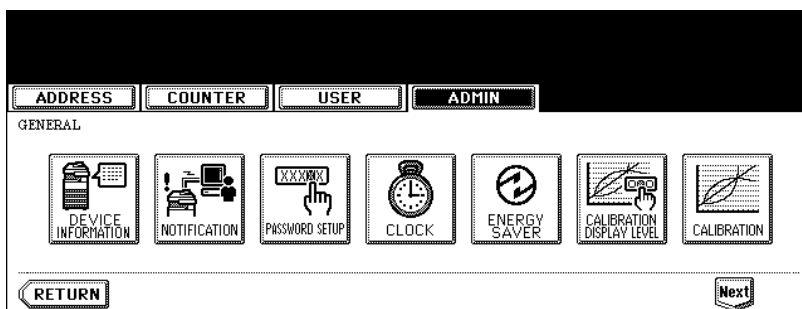 ADDRESS COUNTER USER ADMIN
GENERAL
DEVICE INFORMATION
NOTIFICATION
XXXXX
PASSWORD SETUP
CLOCK
ENERGY SAVER
CALIBRATION DISPLAY LEVEL
CALIBRATION
RETURN
Next